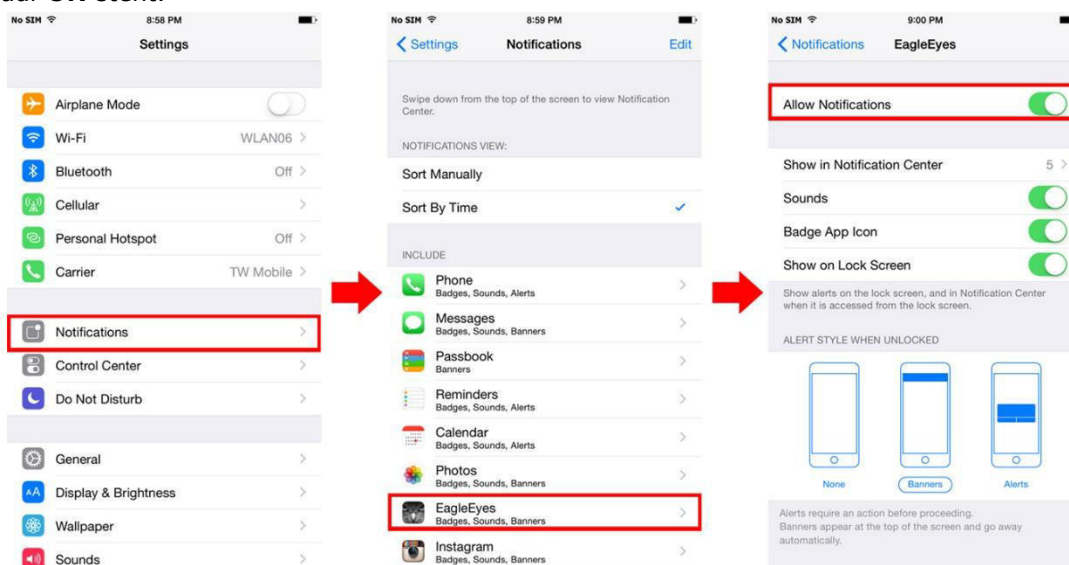 auf ON steht.
No SIM 8:58 PM
Settings
Airplane Mode
Wi-Fi WLAN06
Bluetooth Off
Cellular
Personal Hotspot Off
Carrier TW Mobile
Notifications
Control Center
Do Not Disturb
General
AA Display & Brightness
Wallpaper
Sounds
No SIM 8:59 PM
Settings Notifications Edit
Swipe down from the top of the screen to view Notification
Center.
NOTIFICATIONS VIEW:
Sort Manually
Sort By Time
INCLUDE
Phone
Badges, Sounds, Alerts
Messages
Badges, Sounds, Banners
Passbook
Banners
Reminders
Badges, Sounds, Alerts
Calendar
Badges, Sounds, Alerts
Photos
Badges, Sounds, Banners
EagleEyes
Badges, Sounds, Banners
Instagram
Badges, Sounds, Banners
No SIM 9:00 PM
Notifications EagleEyes
Allow Notifications
Show in Notification Center 5
Sounds
Badge App Icon
Show on Lock Screen
Show alerts on the lock screen, and in Notification Center
when it is accessed from the lock screen.
ALERT STYLE WHEN UNLOCKED
None Banners Alerts
Alerts require an action before proceeding.
Banners appear at the top of the screen and go away
automatically.